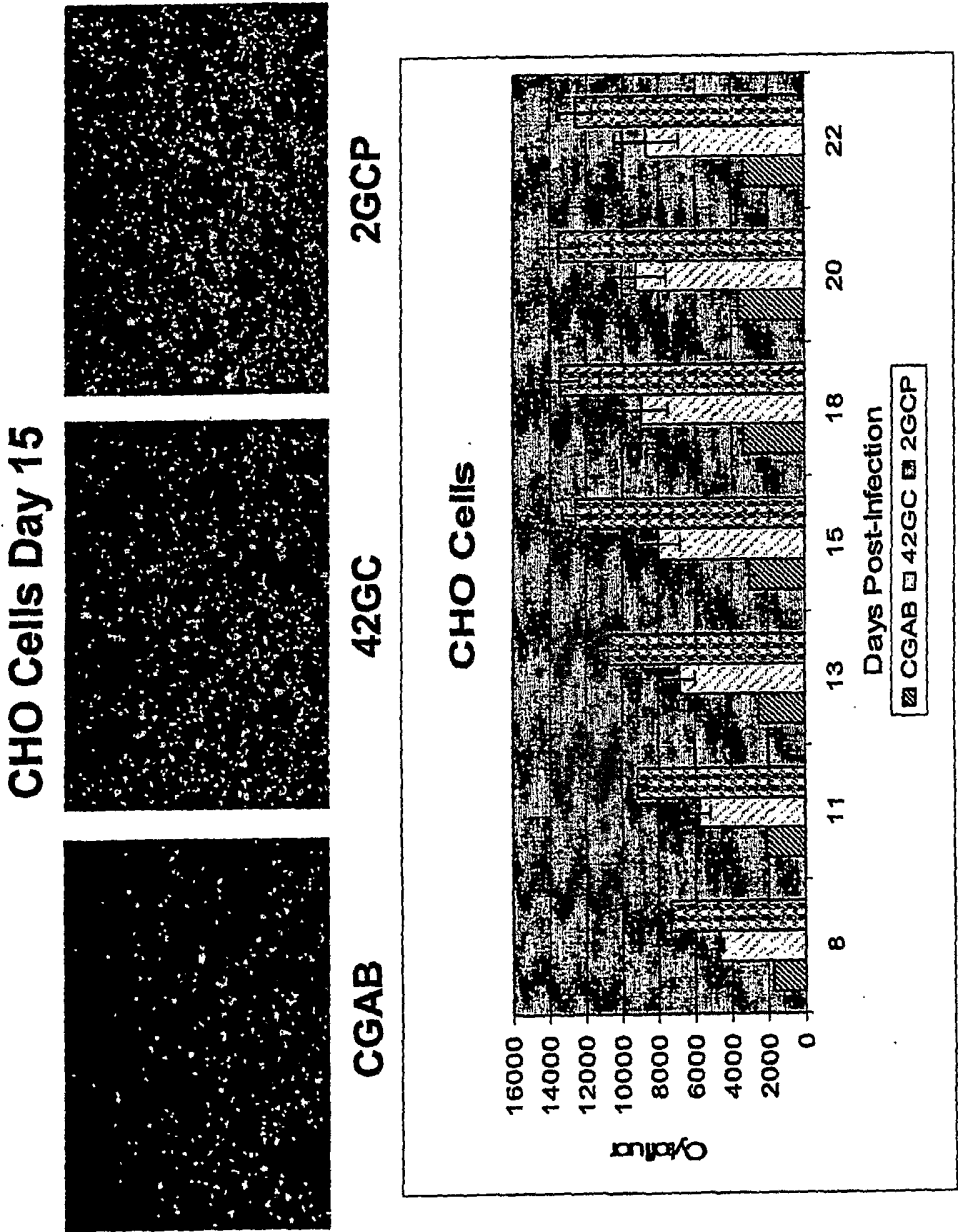 CHO Cells Day 15
CGAB 42GC 2GCP
CHO Cells
Cytofluor
16000
14000
12000
10000
8000
6000
4000
2000
0
8 11 13 15 18 20 22
Days Post-Infection
CGAB 42GC 2GCP